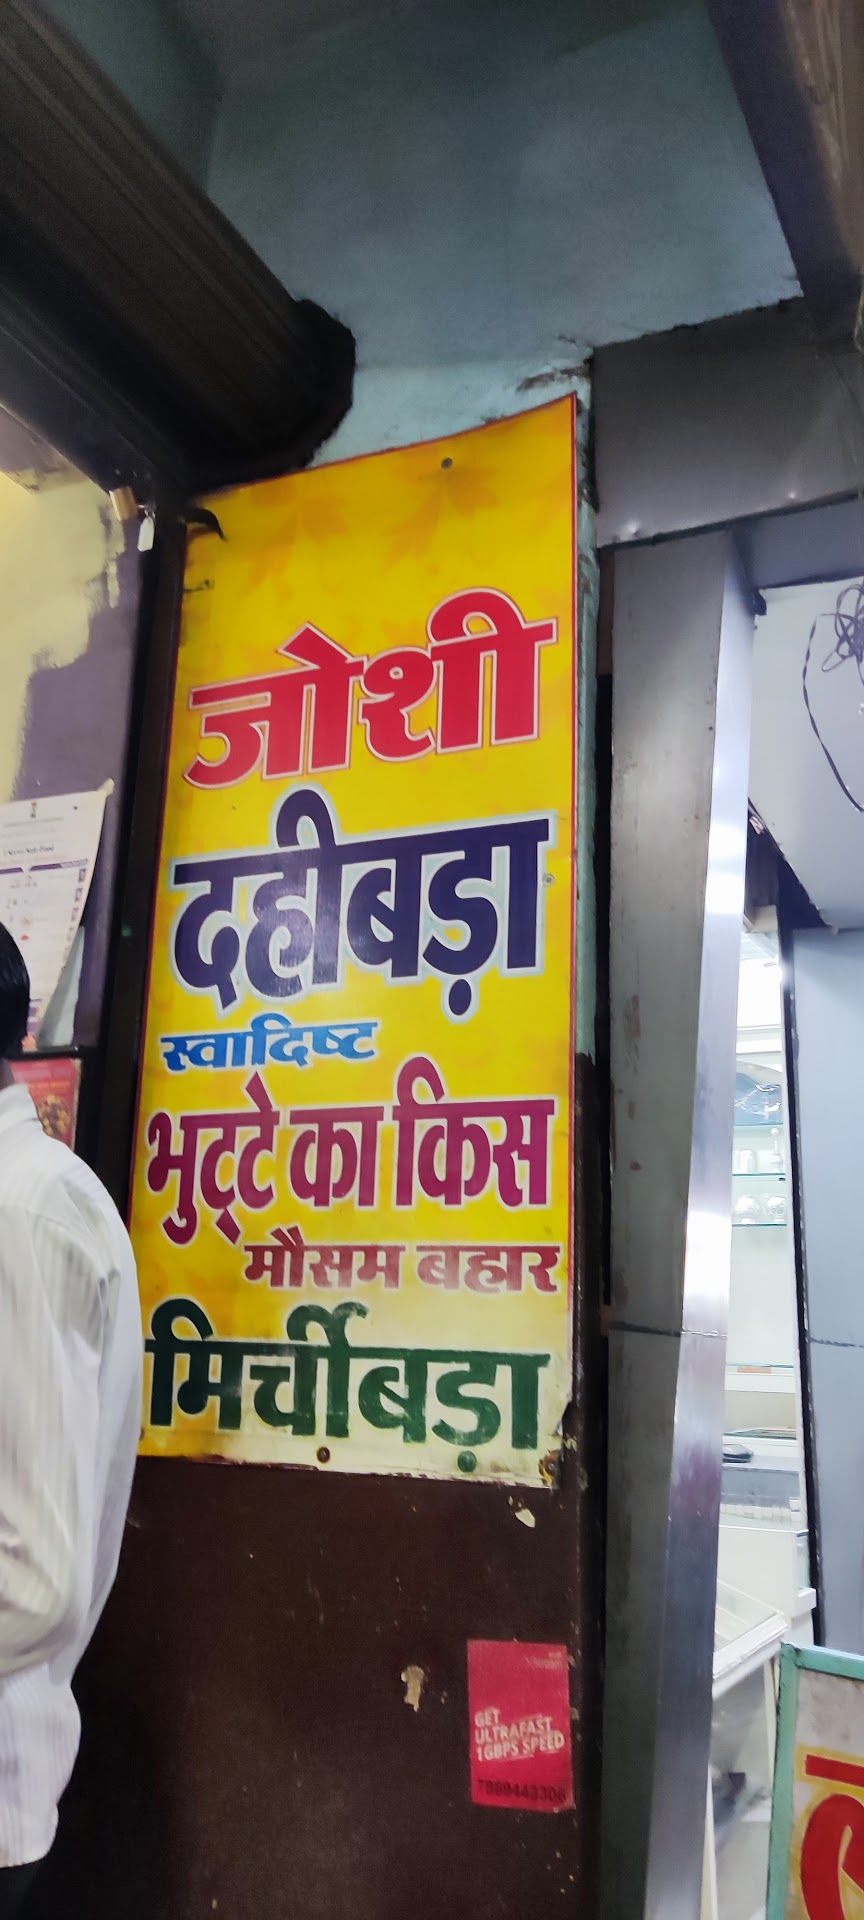 जोशी
दहीबड़ा
स्वादिष्ट
भुट्टे का किस
मौसम बहार
मिर्चीबड़ा
GET
ULTRAFAST
1GBPS SPEED